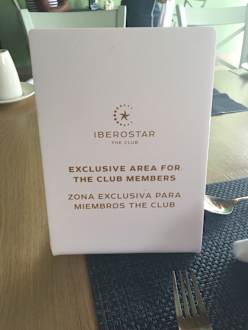 IBEROSTAR
THE CLUB
EXCLUSIVE AREA FOR
THE CLUB MEMBERS
ZONA EXCLUSIVA PARA
MIEMBROS THE CLUB